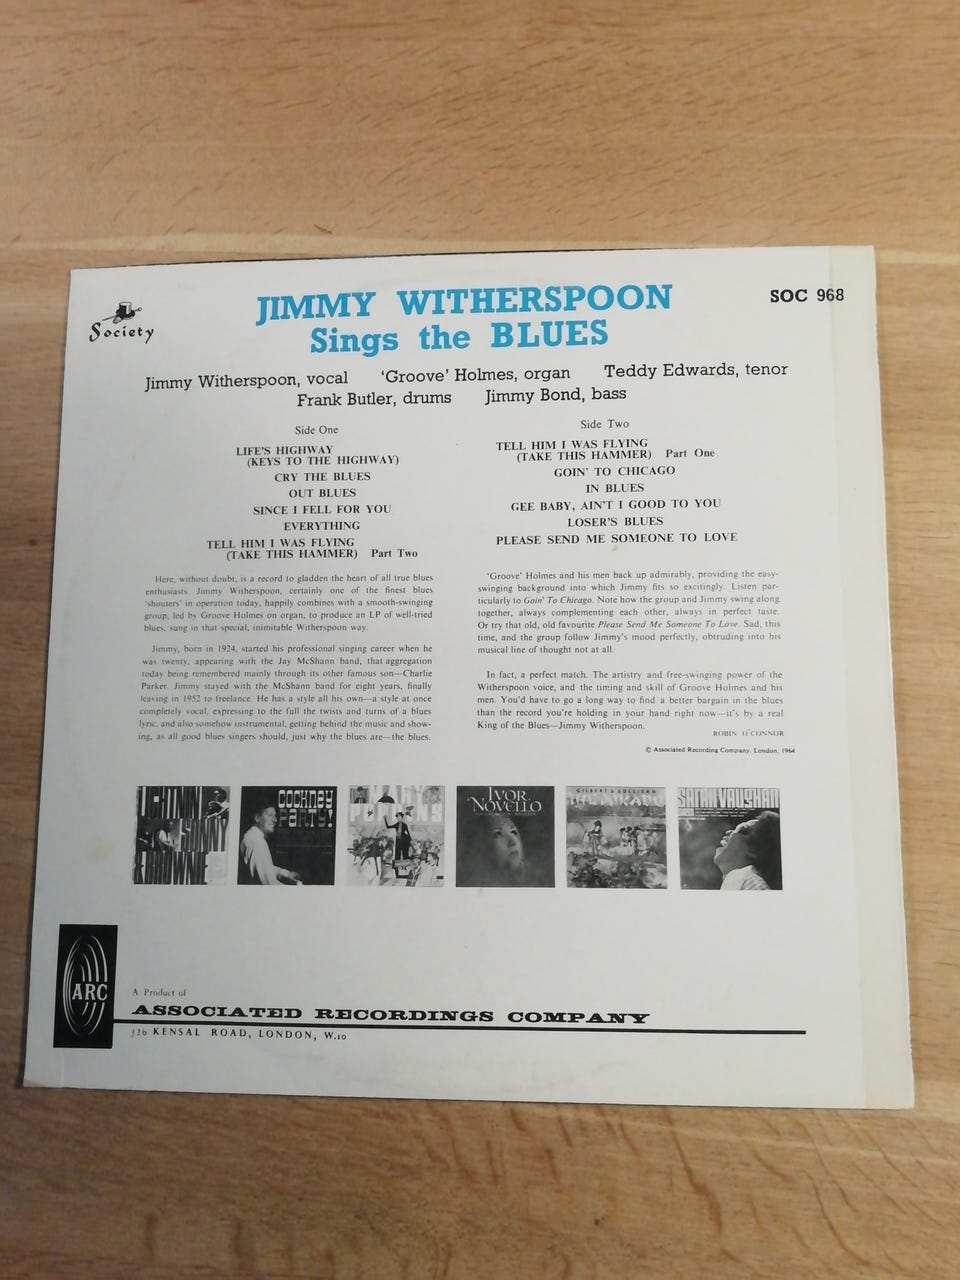 Society
JIMMY WITHERSPOON
Sings the BLUES
SOC 968
Jimmy Witherspoon, vocal 'Groove' Holmes, organ Teddy Edwards, tenor
Frank Butler, drums Jimmy Bond, bass
Side One
LIFE'S HIGHWAY
(KEYS TO THE HIGHWAY)
CRY THE BLUES
OUT BLUES
SINCE I FELL FOR YOU
EVERYTHING
TELL HIM I WAS FLYING
(TAKE THIS HAMMER) Part Two
Side Two
TELL HIM I WAS FLYING
(TAKE THIS HAMMER) Part One
GOIN' TO CHICAGO
IN BLUES
GEE BABY, AIN'T I GOOD TO YOU
LOSER'S BLUES
PLEASE SEND ME SOMEONE TO LOVE
Here, without doubt, is a record to gladden the heart of all true blues
enthusiasts. Jimmy Witherspoon, certainly one of the finest blues
'shouters' in operation today, happily combines with a smooth-swinging
group, led by Groove Holmes on organ, to produce an LP of well-tried
blues, sung in that special, inimitable Witherspoon way.
Jimmy, born in 1924, started his professional singing career when he
was twenty, appearing with the Jay McShann band, that aggregation
today being remembered mainly through its other famous son—Charlie
Parker. Jimmy stayed with the McShann band for eight years, finally
leaving in 1952 to freelance. He has a style all his own—a style at once
completely vocal, expressing to the full the twists and turns of a blues
lyric, and also somehow instrumental, getting behind the music and show-
ing, as all good blues singers should, just why the blues are—the blues.
'Groove' Holmes and his men back up admirably, providing the easy-
swinging background into which Jimmy fits so excitingly. Listen par-
ticularly to Goin' To Chicago. Note how the group and Jimmy swing along
together, always complementing each other, always in perfect taste.
Or try that old, old favourite Please Send Me Someone To Love. Sad, this
time, and the group follow Jimmy's mood perfectly, obtruding into his
musical line of thought not at all.
In fact, a perfect match. The artistry and free-swinging power of the
Witherspoon voice, and the timing and skill of Groove Holmes and his
men. You'd have to go a long way to find a better bargain in the blues
than the record you're holding in your hand right now—it's by a real
King of the Blues—Jimmy Witherspoon.
ROBIN O'CONNOR
© Associated Recording Company, London, 1964
LIGHTNIN
SONNY
& BROWNIE
COCKNEY
PARTY!
MARY
POPPINS
IVOR
NOVELLO
GILBERT & SULLIVAN
THE MIKADO
SARAH VAUGHAN
ARC
A Product of
ASSOCIATED RECORDINGS COMPANY
KENSAL ROAD, LONDON, W.10